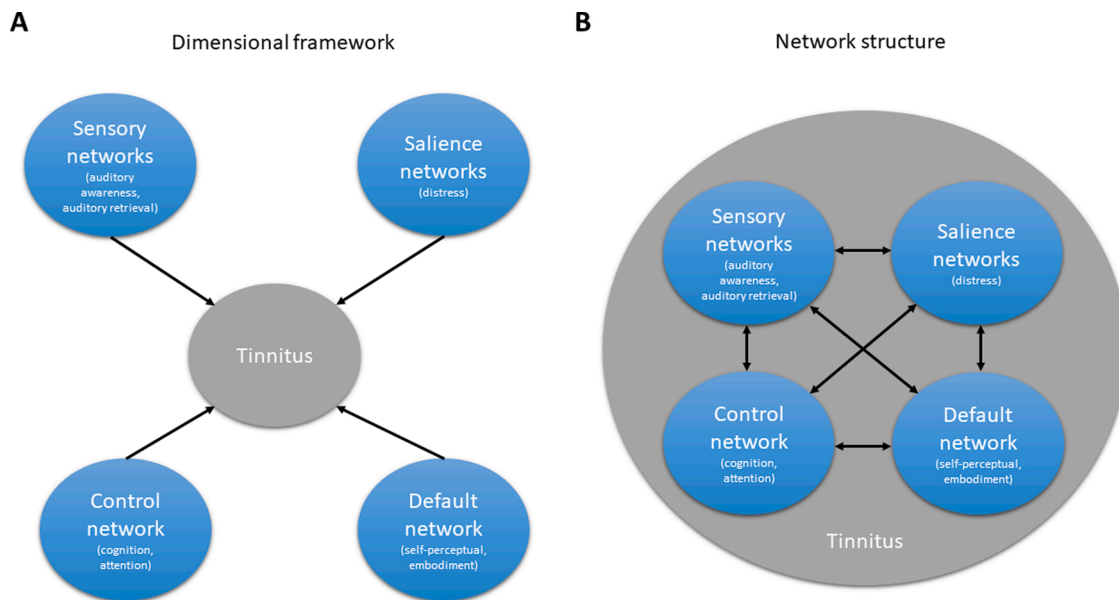 A
Dimensional framework
Sensory
networks
(auditory
awareness,
auditory retrieval)
Salience
networks
(distress)
Tinnitus
Control
network
(cognition,
attention)
Default
network
(self-perceptual,
embodiment)
B
Network structure
Sensory
networks
(auditory
awareness,
auditory retrieval)
Salience
networks
(distress)
Control
network
(cognition,
attention)
Default
network
(self-perceptual,
embodiment)
Tinnitus